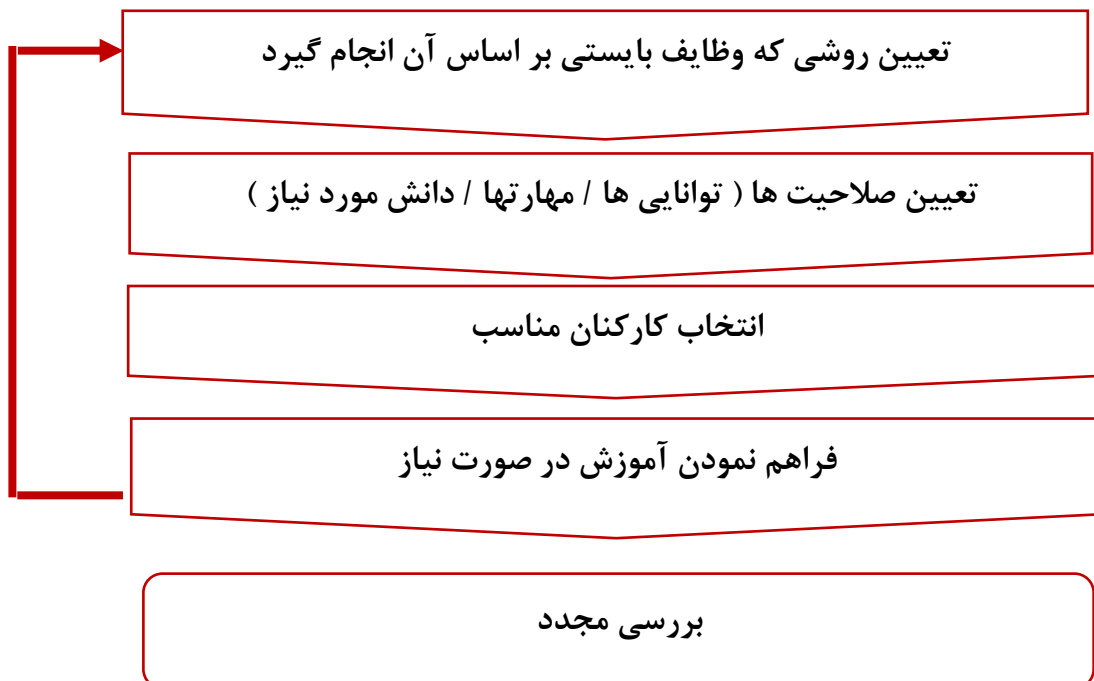 تعیین روشی که وظایف بایستی بر اساس آن انجام گیرد
تعیین صلاحیت ها ( توانایی ها / مهارتها / دانش مورد نیاز )
انتخاب کارکنان مناسب
فراهم نمودن آموزش در صورت نیاز
بررسی مجدد